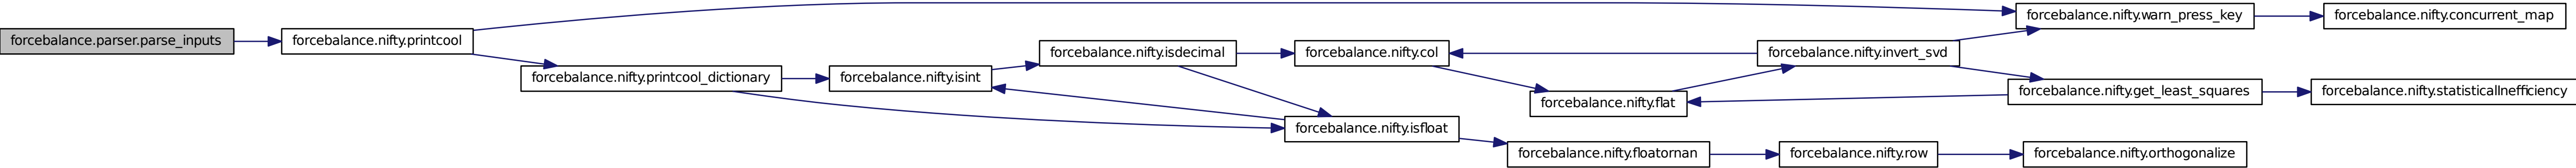 forcebalance.parser.parse_inputs
forcebalance.nifty.printcool
forcebalance.nifty.printcool_dictionary
forcebalance.nifty.isint
forcebalance.nifty.isdecimal
forcebalance.nifty.col
forcebalance.nifty.isfloat
forcebalance.nifty.flat
forcebalance.nifty.floatornan
forcebalance.nifty.invert_svd
forcebalance.nifty.row
forcebalance.nifty.warn_press_key
forcebalance.nifty.get_least_squares
forcebalance.nifty.orthogonalize
forcebalance.nifty.concurrent_map
forcebalance.nifty.statisticalInefficiency